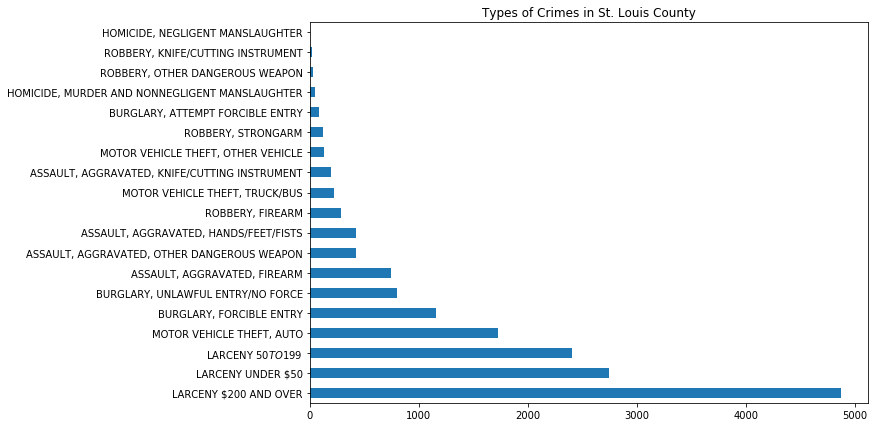 Types of Crimes in St. Louis County
HOMICIDE, NEGLIGENT MANSLAUGHTER
ROBBERY, KNIFE/CUTTING INSTRUMENT
ROBBERY, OTHER DANGEROUS WEAPON
HOMICIDE, MURDER AND NONNEGLIGENT MANSLAUGHTER
BURGLARY, ATTEMPT FORCIBLE ENTRY
ROBBERY, STRONGARM
MOTOR VEHICLE THEFT, OTHER VEHICLE
ASSAULT, AGGRAVATED, KNIFE/CUTTING INSTRUMENT
MOTOR VEHICLE THEFT, TRUCK/BUS
ROBBERY, FIREARM
ASSAULT, AGGRAVATED, HANDS/FEET/FISTS
ASSAULT, AGGRAVATED, OTHER DANGEROUS WEAPON
ASSAULT, AGGRAVATED, FIREARM
BURGLARY, UNLAWFUL ENTRY/NO FORCE
BURGLARY, FORCIBLE ENTRY
MOTOR VEHICLE THEFT, AUTO
LARCENY 50TO199
LARCENY UNDER $50
LARCENY $200 AND OVER
0 1000 2000 3000 4000 5000